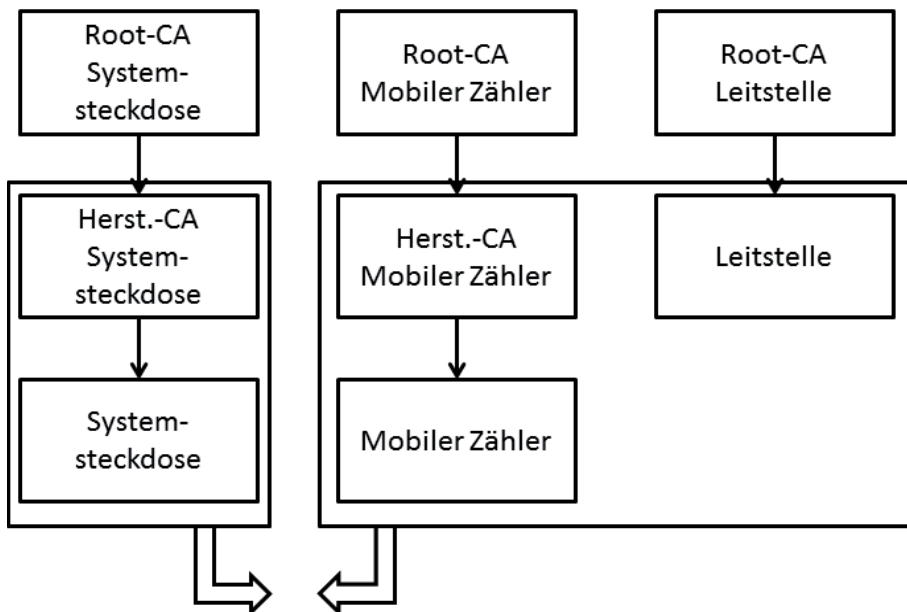 Root-CA
System-
steckdose
Root-CA
Mobiler Zähler
Root-CA
Leitstelle
Herst.-CA
System-
steckdose
Herst.-CA
Mobiler Zähler
Leitstelle
System-
steckdose
Mobiler Zähler